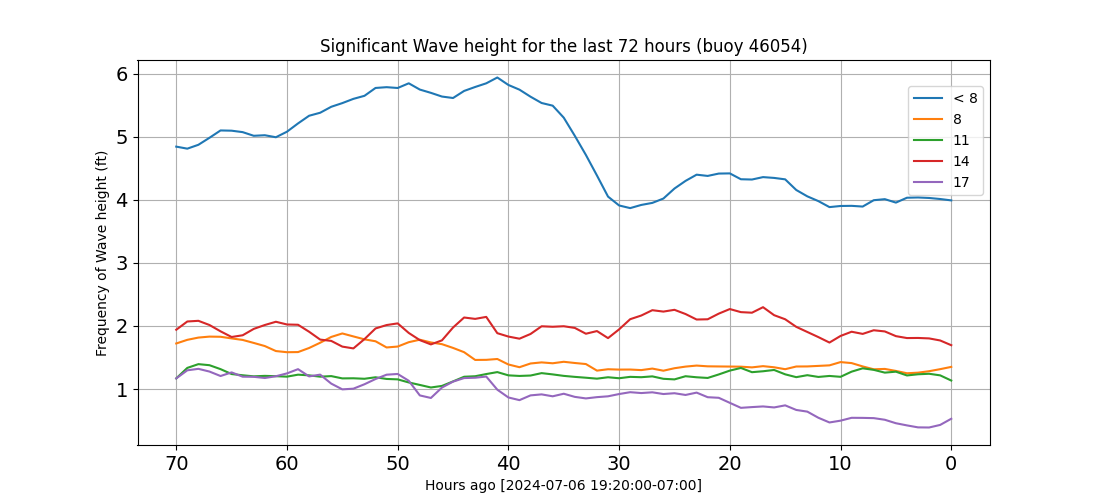 Significant Wave height for the last 72 hours (buoy 46054)
Frequency of Wave height (ft)
6
5
4
3
2
1
< 8
8
11
14
17
70 60 50 40 30 20 10 0
Hours ago [2024-07-06 19:20:00-07:00]